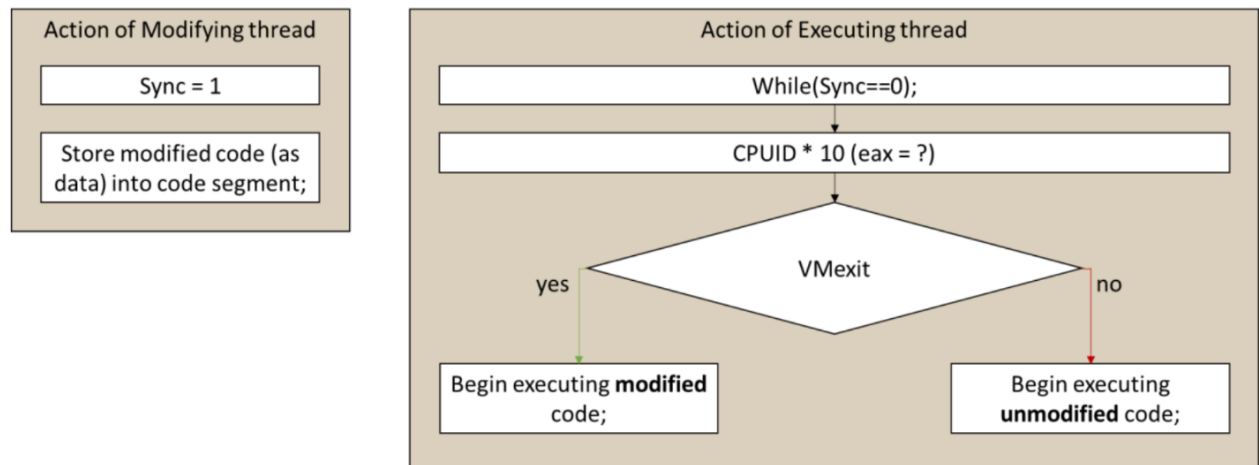 Action of Modifying thread
Sync = 1
Store modified code (as
data) into code segment;
Action of Executing thread
While(Sync==0);
CPUID * 10 (eax = ?)
VMexit
yes
no
Begin executing modified
code;
Begin executing
unmodified code;